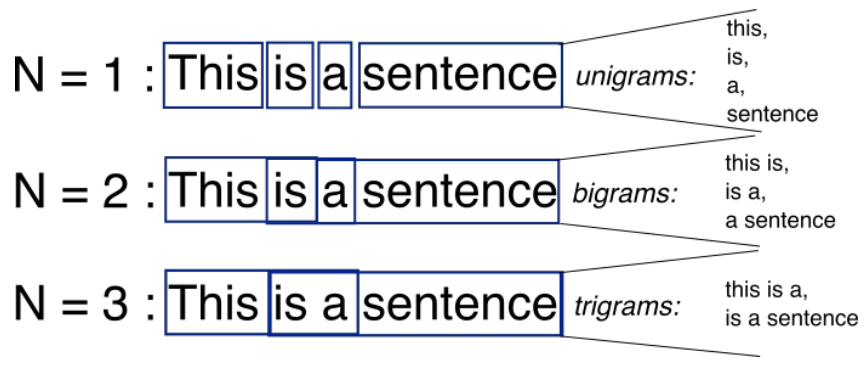 N = 1 : This is a sentence unigrams:
this,
is,
a,
sentence
N = 2 : This is a sentence bigrams:
this is,
is a,
a sentence
N = 3 : This is a sentence trigrams:
this is a,
is a sentence